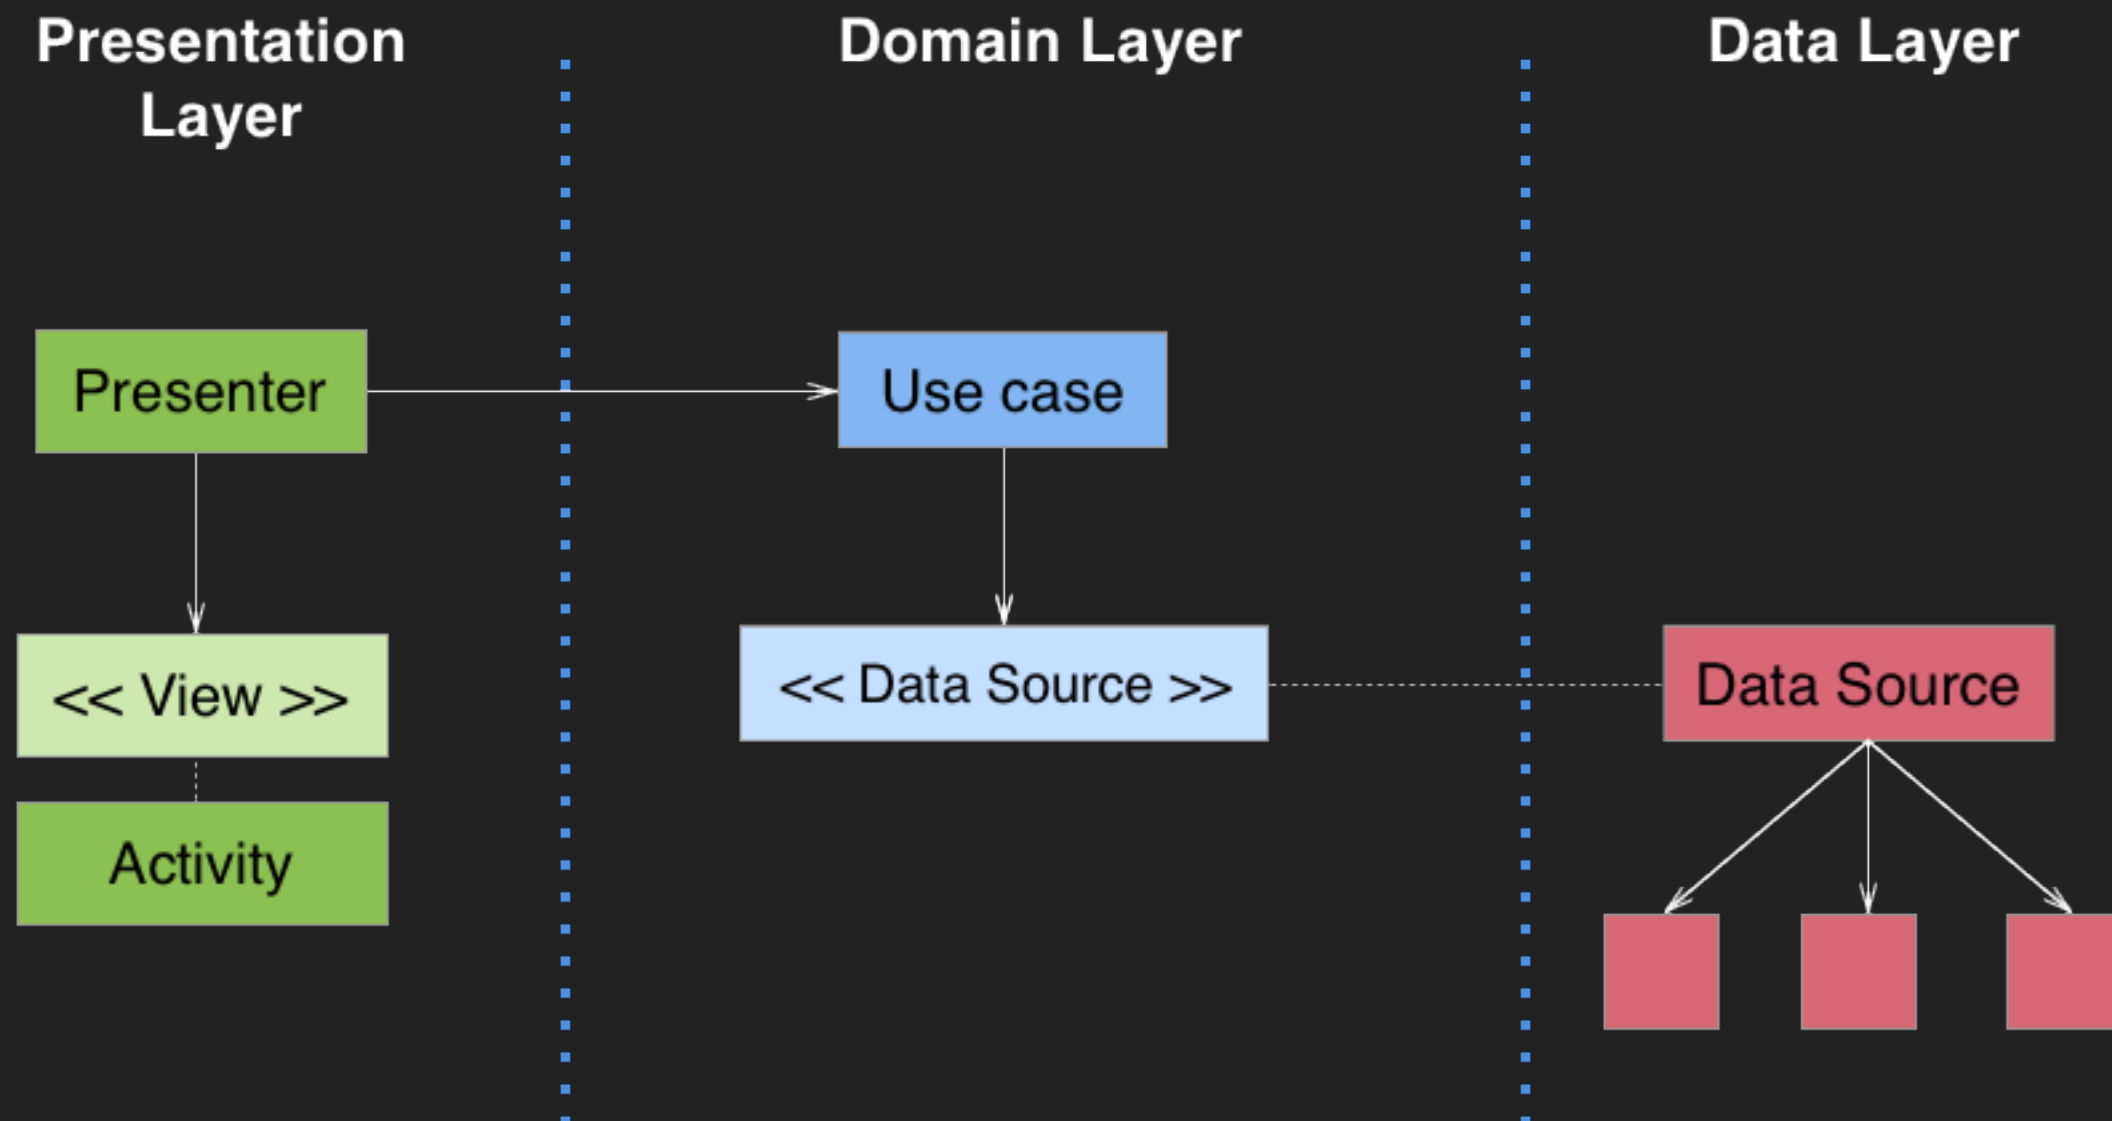 Presentation
Layer
Domain Layer
Data Layer
Presenter
Use case
<< View >>
<< Data Source >>
Data Source
Activity